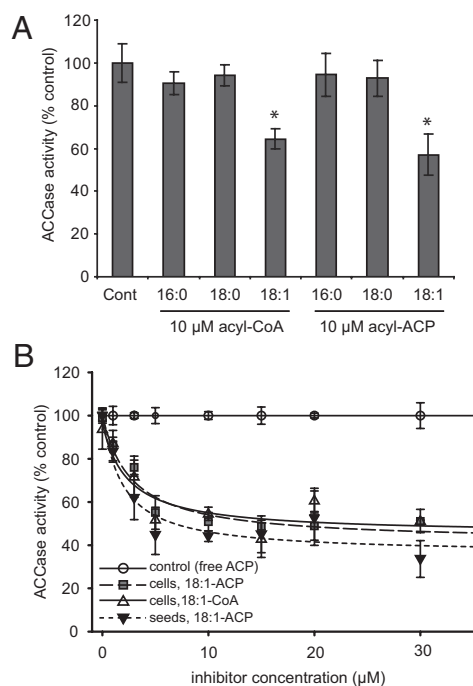 A
ACCase activity (% control)
120
100
80
60
40
20
0
*
*
Cont 16:0 18:0 18:1 16:0 18:0 18:1
10 µM acyl-CoA 10 µM acyl-ACP
B
ACCase activity (% control)
120
100
80
60
40
20
0
control (free ACP)
cells, 18:1-ACP
cells,18:1-CoA
seeds, 18:1-ACP
0 10 20 30
inhibitor concentration (µM)